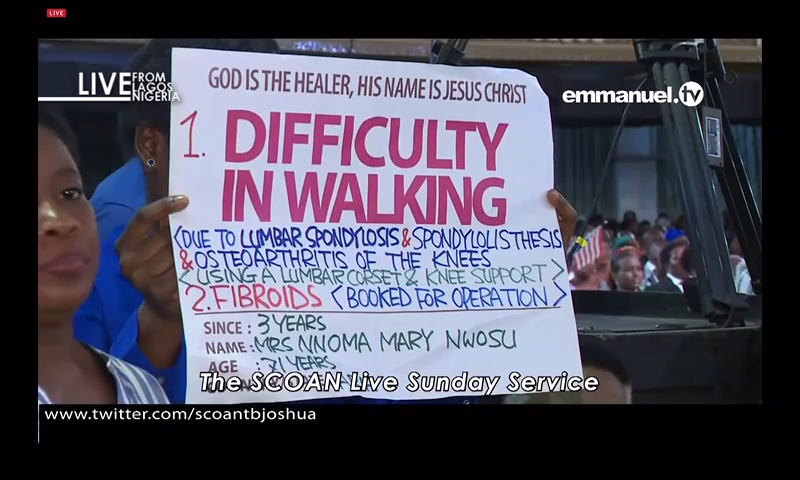 LIVE
LIVE FROM LAGOS NIGERIA
emmanuel.tv
GOD IS THE HEALER, HIS NAME IS JESUS CHRIST
1. DIFFICULTY
IN WALKING
<DUE TO LUMBAR SPONDYLOSIS & SPONDYLOLISTHESIS
& OSTEOARTHRITIS OF THE KNEES
<USING A LUMBAR CORSET & KNEE SUPPORT>
2. FIBROIDS <BOOKED FOR OPERATION>
SINCE : 3 YEARS
NAME : MRS NNOMA MARY NWOSU
AGE : 71 YEARS
The SCOAN Live Sunday Service
www.twitter.com/scoantbjoshua